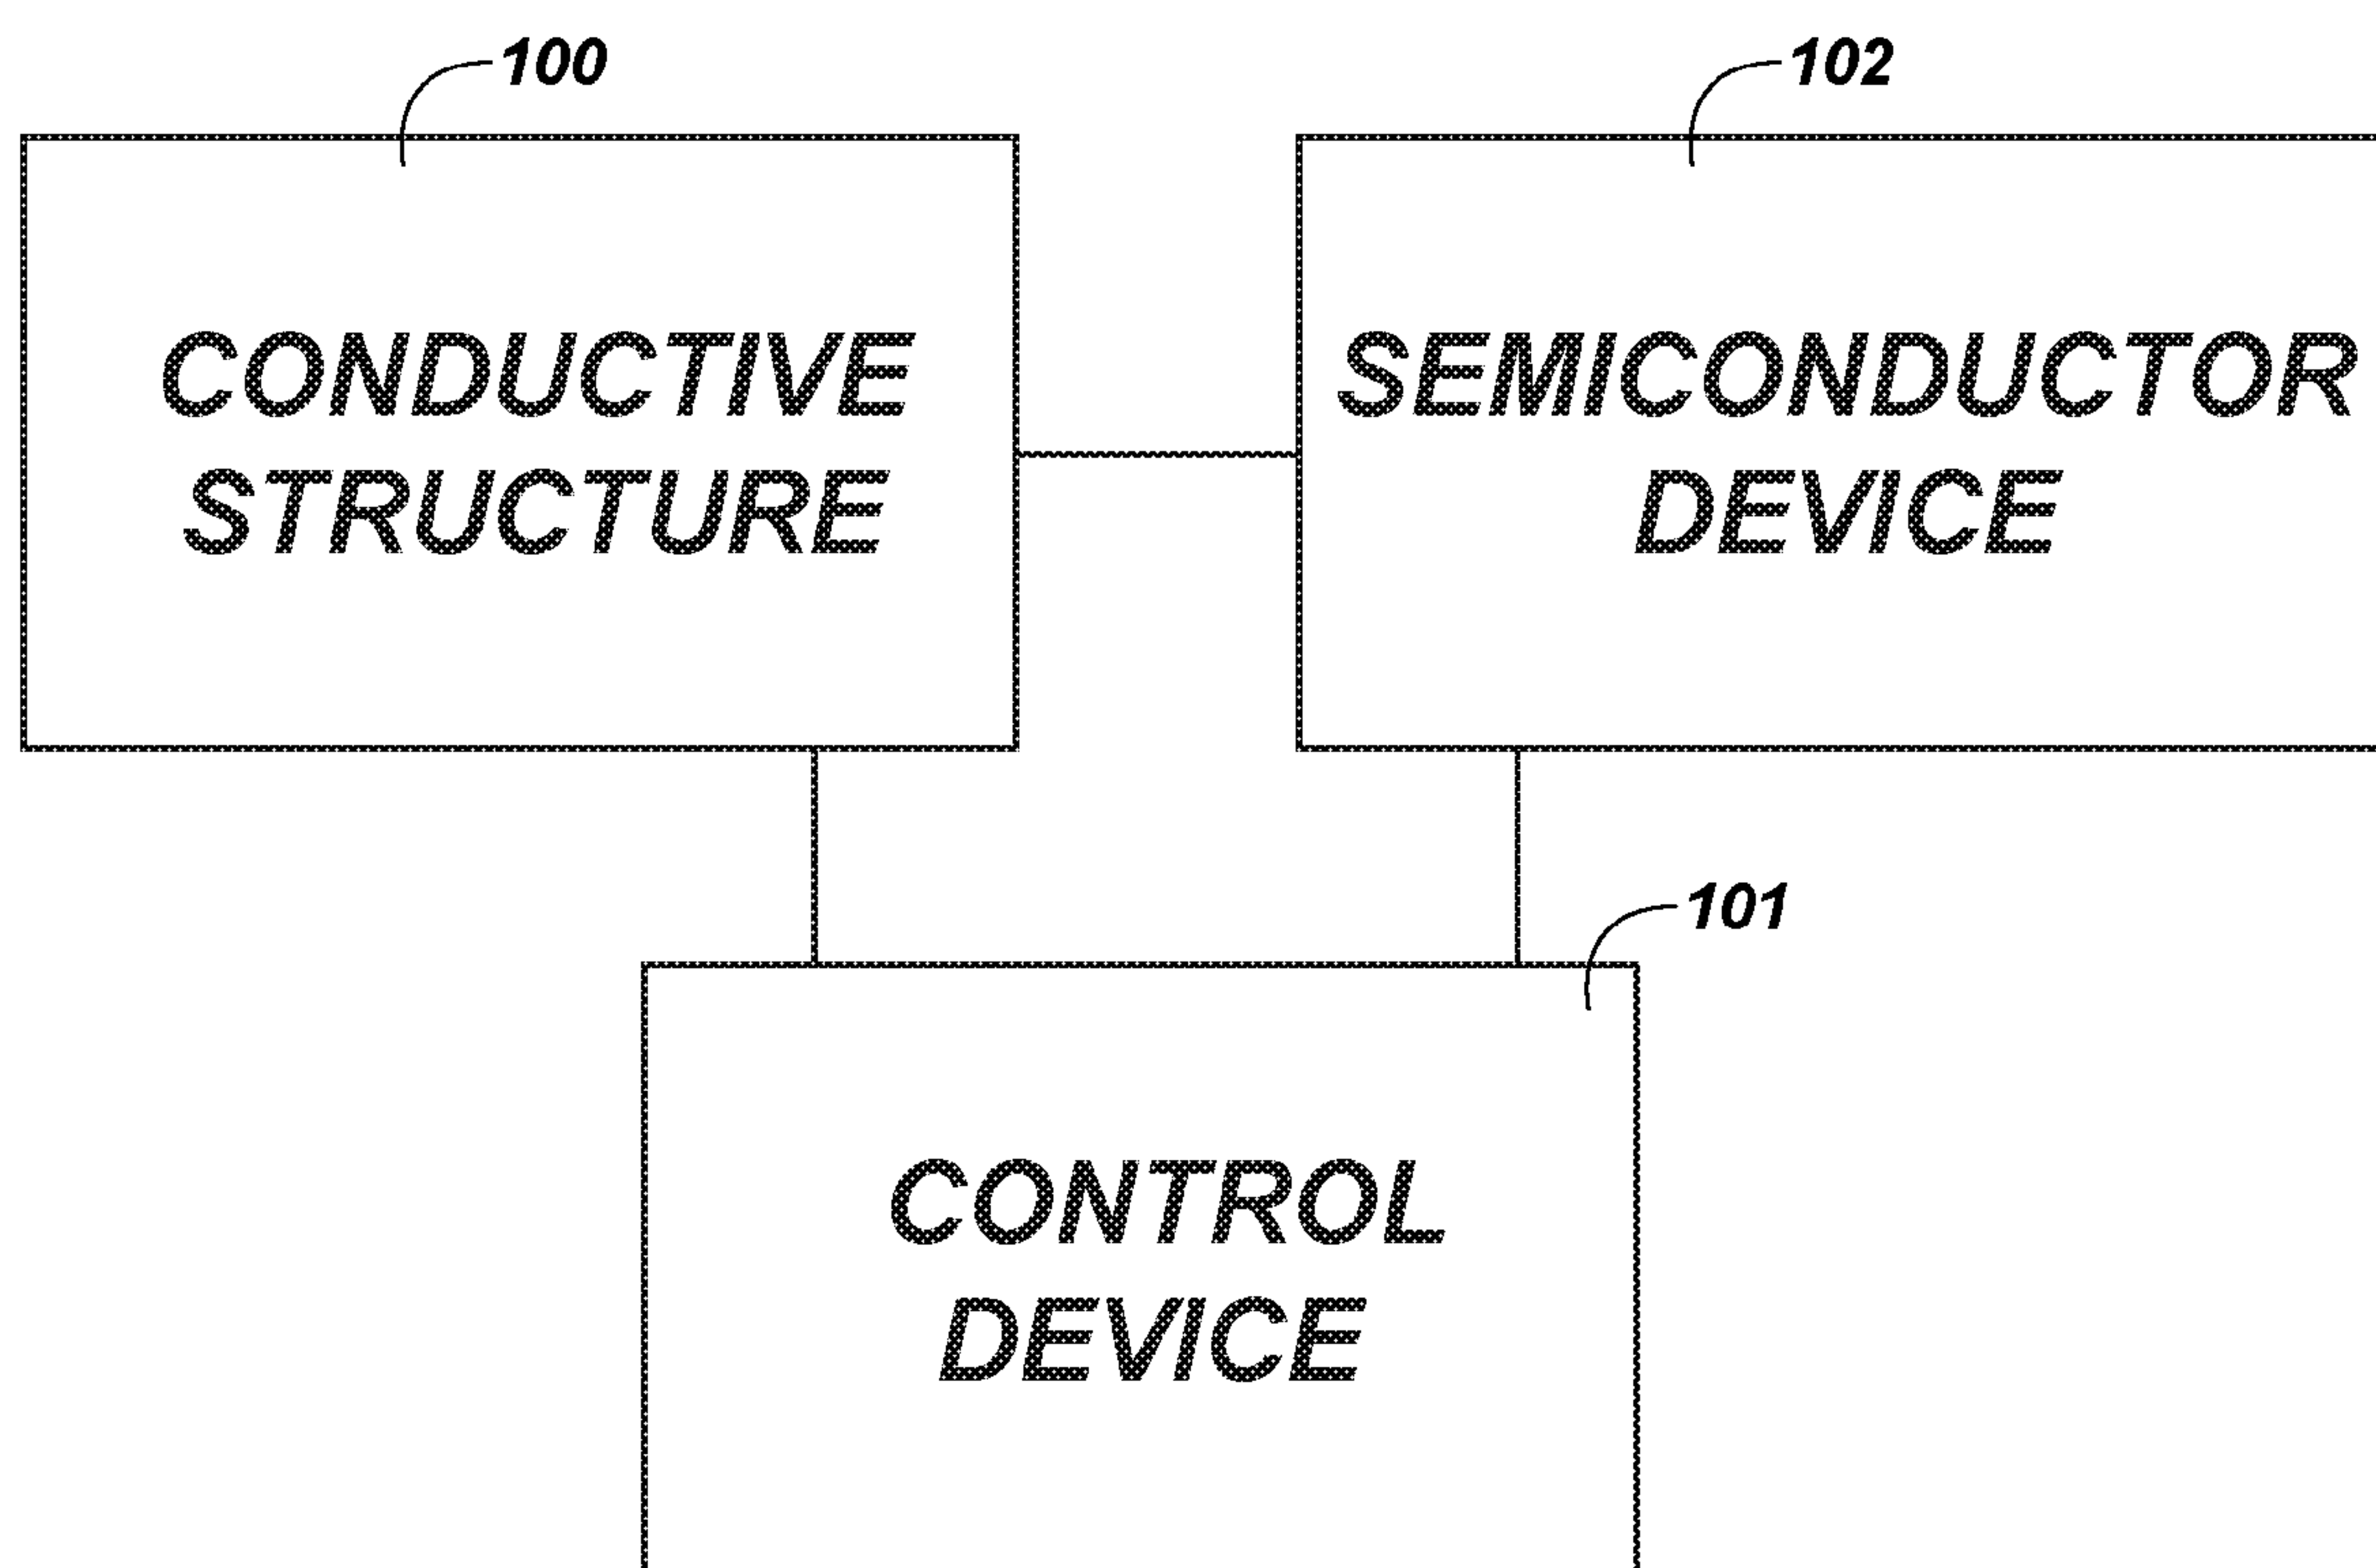 100
CONDUCTIVE
STRUCTURE
102
SEMICONDUCTOR
DEVICE
101
CONTROL
DEVICE